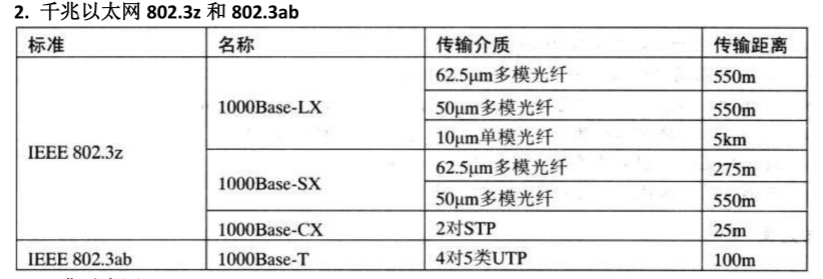 2. 千兆以太网 802.3z 和 802.3ab
标准 名称 传输介质 传输距离
IEEE 802.3z 1000Base-LX 62.5μm多模光纤 550m
50μm多模光纤 550m
10μm单模光纤 5km
1000Base-SX 62.5μm多模光纤 275m
50μm多模光纤 550m
1000Base-CX 2对STP 25m
IEEE 802.3ab 1000Base-T 4对5类UTP 100m